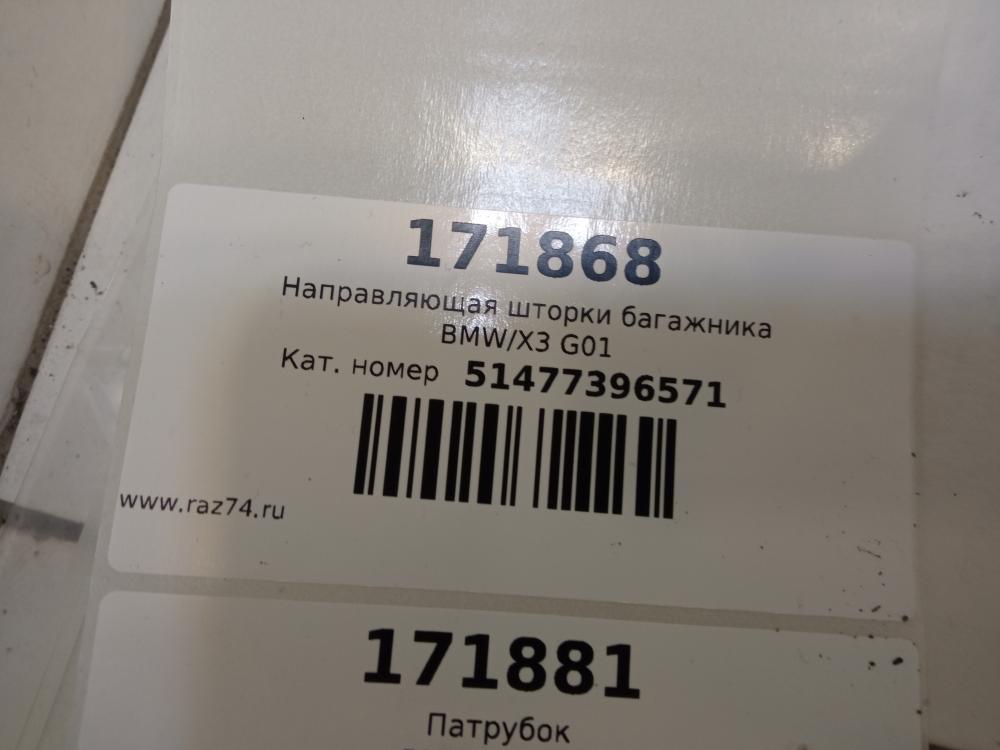 171868
Направляющая шторки багажника
BMW/X3 G01
Кат. номер 51477396571
www.raz74.ru
171881
Патрубок